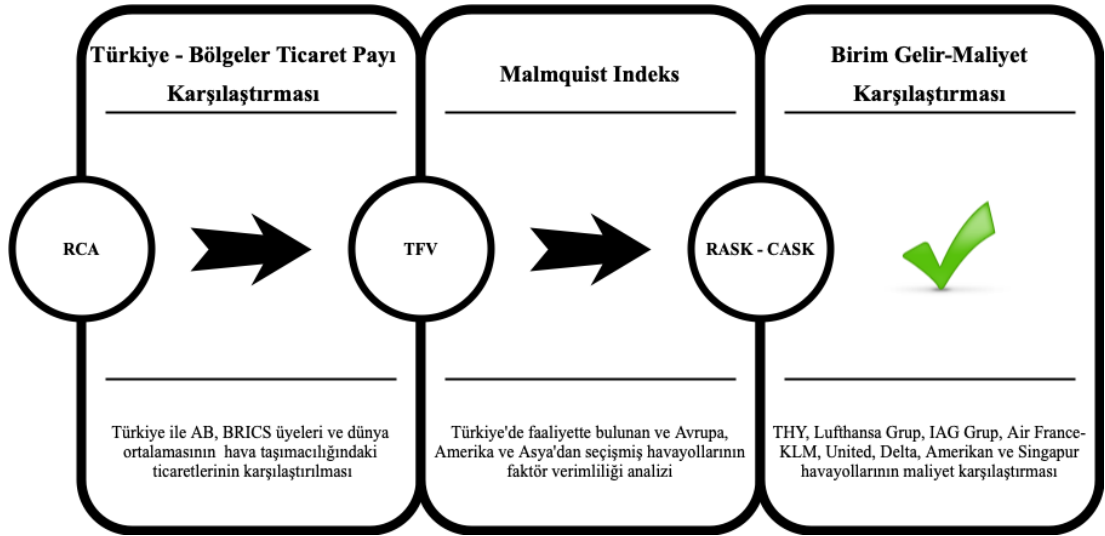 Türkiye - Bölgeler Ticaret Payı
Karşılaştırması
RCA
Türkiye ile AB, BRICS üyeleri ve dünya
ortalamasının hava taşımacılığındaki
ticaretlerinin karşılaştırılması
Malmquist Indeks
TFV
Türkiye'de faaliyette bulunan ve Avrupa,
Amerika ve Asya'dan seçişmiş havayollarının
faktör verimliliği analizi
Birim Gelir-Maliyet
Karşılaştırması
RASK - CASK
THY, Lufthansa Grup, IAG Grup, Air France-
KLM, United, Delta, Amerikan ve Singapur
havayollarının maliyet karşılaştırması